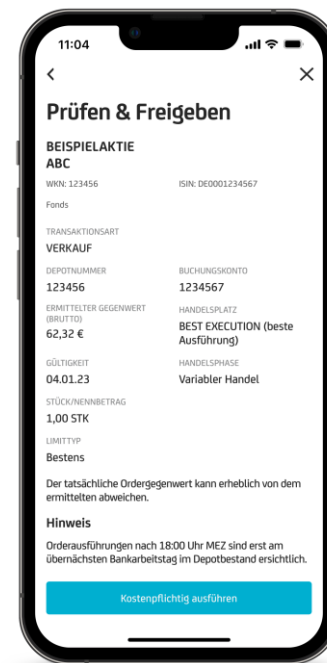 11:04
Prüfen & Freigeben
BEISPIELAKTIE
ABC
WKN: 123456 ISIN: DE0001234567
Fonds
TRANSAKTIONSART
VERKAUF
DEPOTNUMMER BUCHUNGSKONTO
123456 1234567
ERMITTELTER GEGENWERT
(BRUTTO)
62,32 €
HANDELSPLATZ
BEST EXECUTION (beste
Ausführung)
GÜLTIGKEIT HANDELSPHASE
04.01.23 Variabler Handel
STÜCK/NENNBETRAG
1,00 STK
LIMITTYP
Bestens
Der tatsächliche Ordergegenwert kann erheblich von dem
ermittelten abweichen.
Hinweis
Orderausführungen nach 18:00 Uhr MEZ sind erst am
übernächsten Bankarbeitstag im Depotbestand ersichtlich.
Kostenpflichtig ausführen